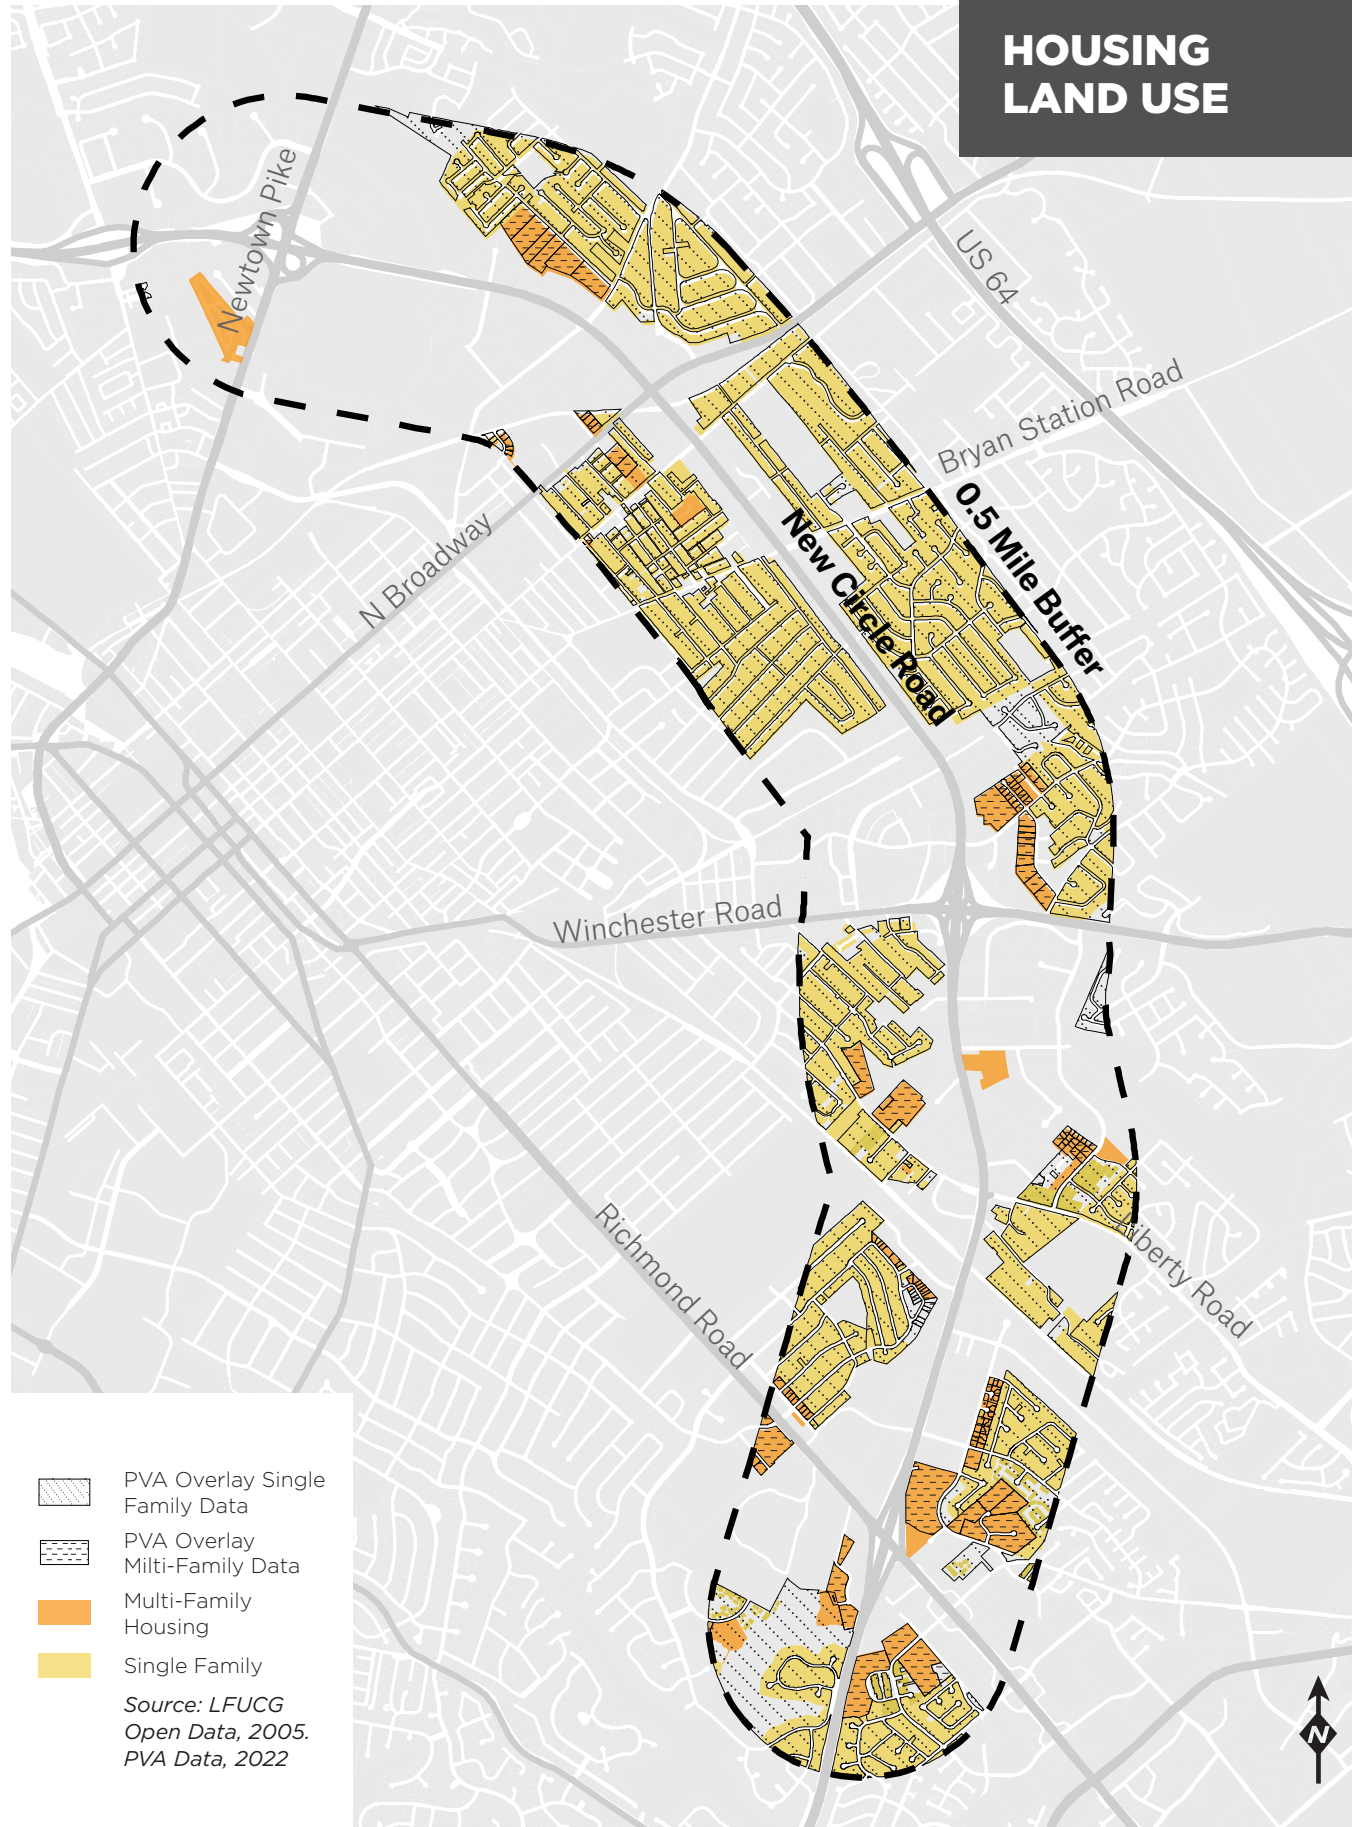 HOUSING
LAND USE
Newtown Pike
US 64
Bryan Station Road
0.5 Mile Buffer
N Broadway
New Circle Road
Winchester Road
Richmond Road
Liberty Road
PVA Overlay Single
Family Data
PVA Overlay
Milti-Family Data
Multi-Family
Housing
Single Family
Source: LFUCG
Open Data, 2005.
PVA Data, 2022
N